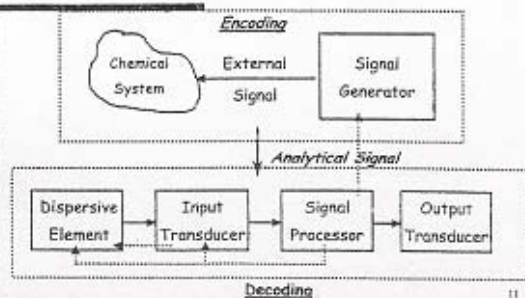 Encoding
Chemical
System
External
Signal
Signal
Generator
Analytical Signal
Dispersive
Element
Input
Transducer
Signal
Processor
Output
Transducer
Decoding
11